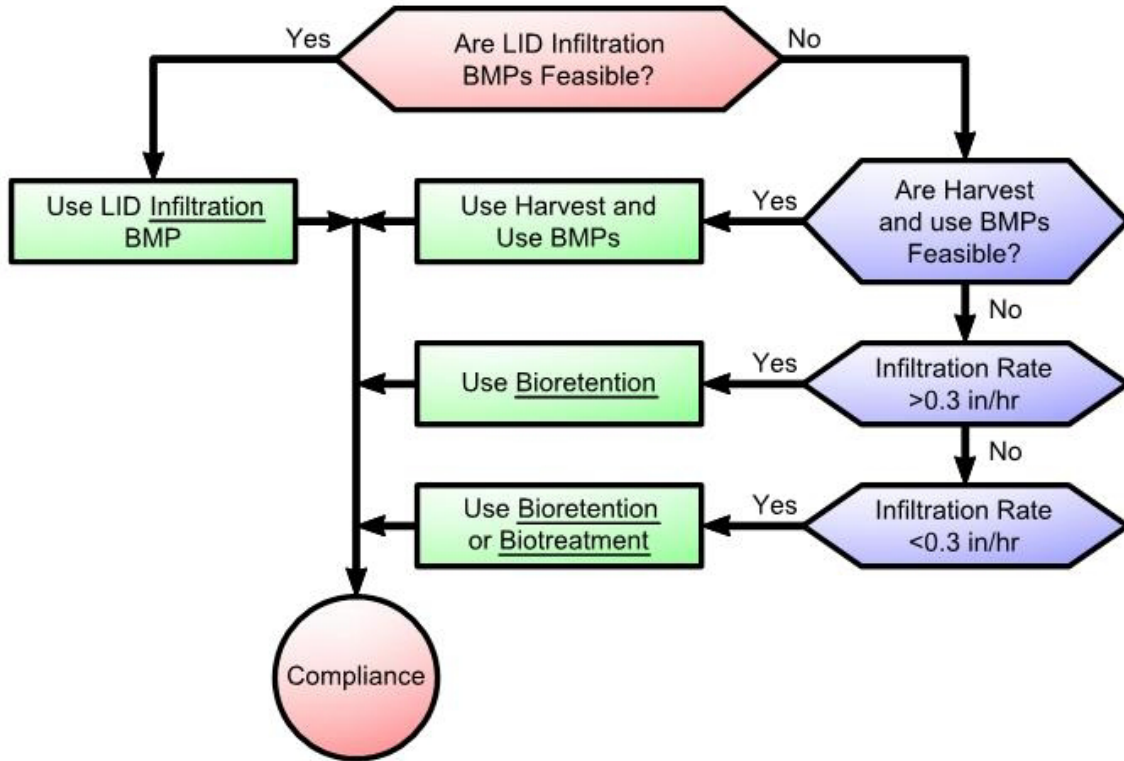 Yes
Are LID Infiltration
BMPs Feasible?
No
Use LID Infiltration
BMP
Use Harvest and
Use BMPs
Yes
Are Harvest
and use BMPs
Feasible?
No
Use Bioretention
Yes
Infiltration Rate
>0.3 in/hr
No
Use Bioretention
or Biotreatment
Yes
Infiltration Rate
<0.3 in/hr
Compliance